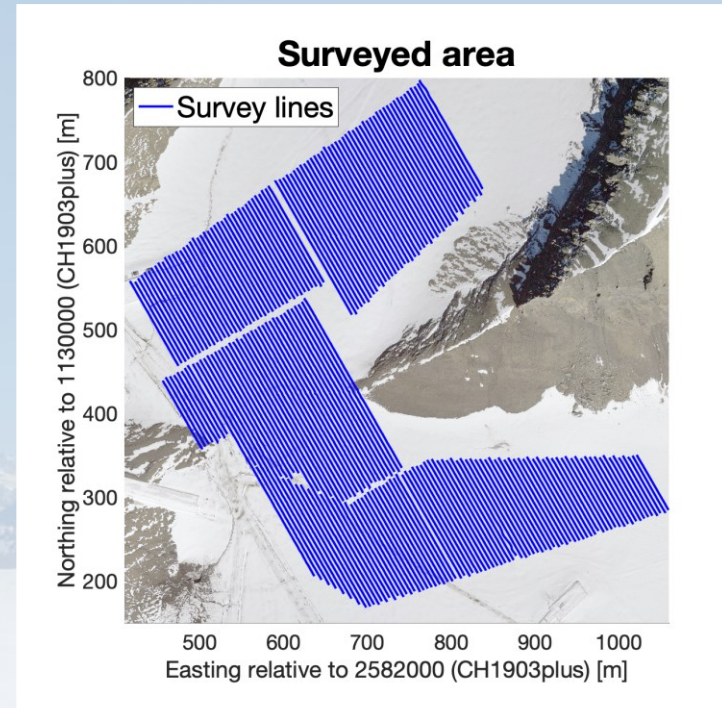 Surveyed area
Survey lines
800
700
600
500
400
300
200
Northing relative to 1130000 (CH1903plus) [m]
500 600 700 800 900 1000
Easting relative to 2582000 (CH1903plus) [m]